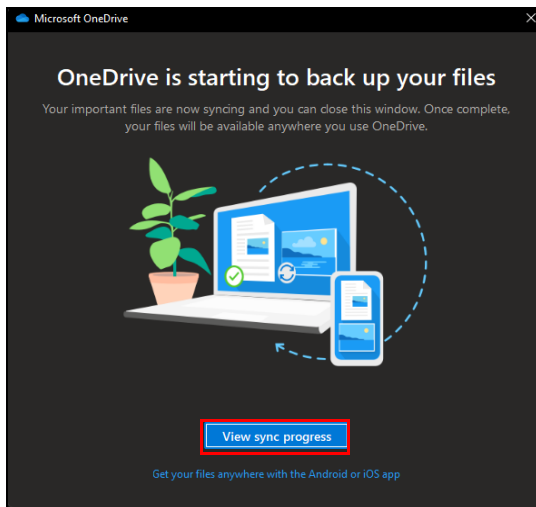 Microsoft OneDrive
OneDrive is starting to back up your files
Your important files are now syncing and you can close this window. Once complete,
your files will be available anywhere you use OneDrive.
View sync progress
Get your files anywhere with the Android or iOS app